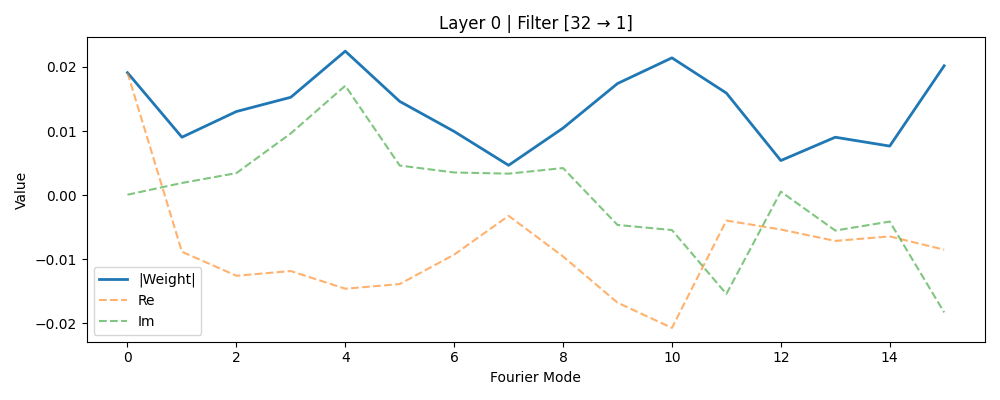 Layer 0 | Filter [32 → 1]
Value
0.02
0.01
0.00
−0.01
−0.02
|Weight|
Re
Im
0 2 4 6 8 10 12 14
Fourier Mode